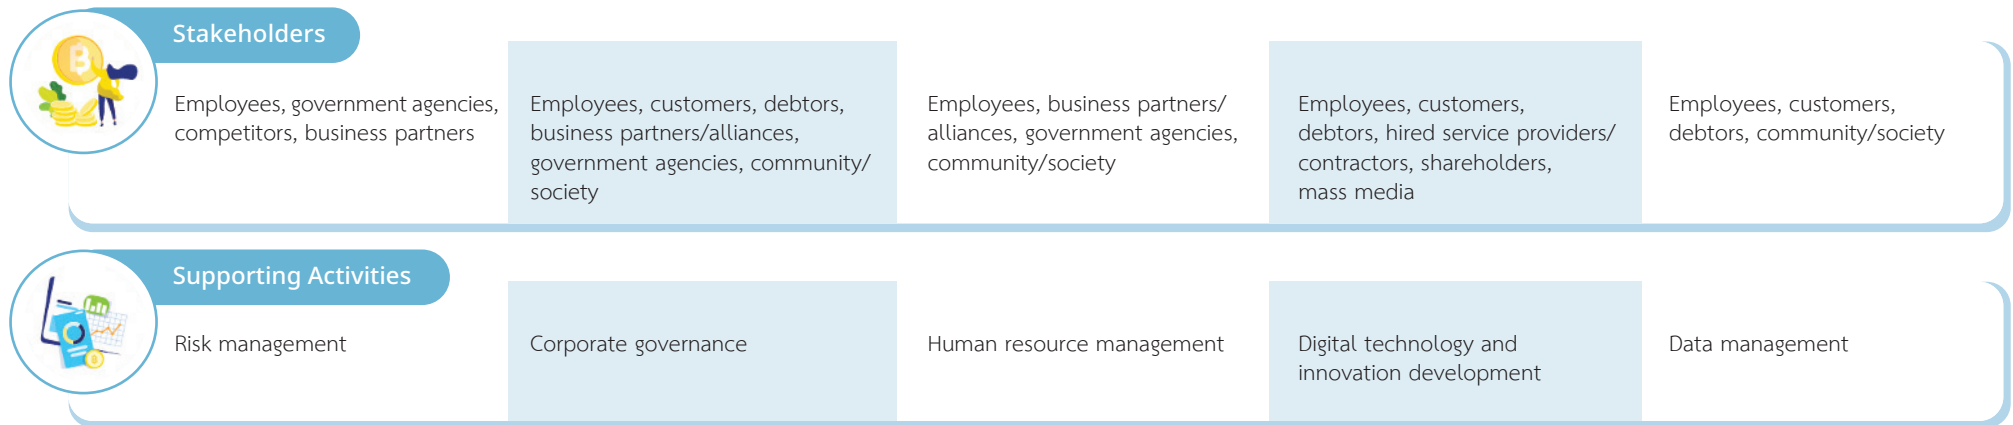 Stakeholders
Employees, government agencies,
competitors, business partners
Employees, customers, debtors,
business partners/alliances,
government agencies, community/
society
Employees, business partners/
alliances, government agencies,
community/society
Employees, customers,
debtors, hired service providers/
contractors, shareholders,
mass media
Employees, customers,
debtors, community/society
Supporting Activities
Risk management
Corporate governance
Human resource management
Digital technology and
innovation development
Data management